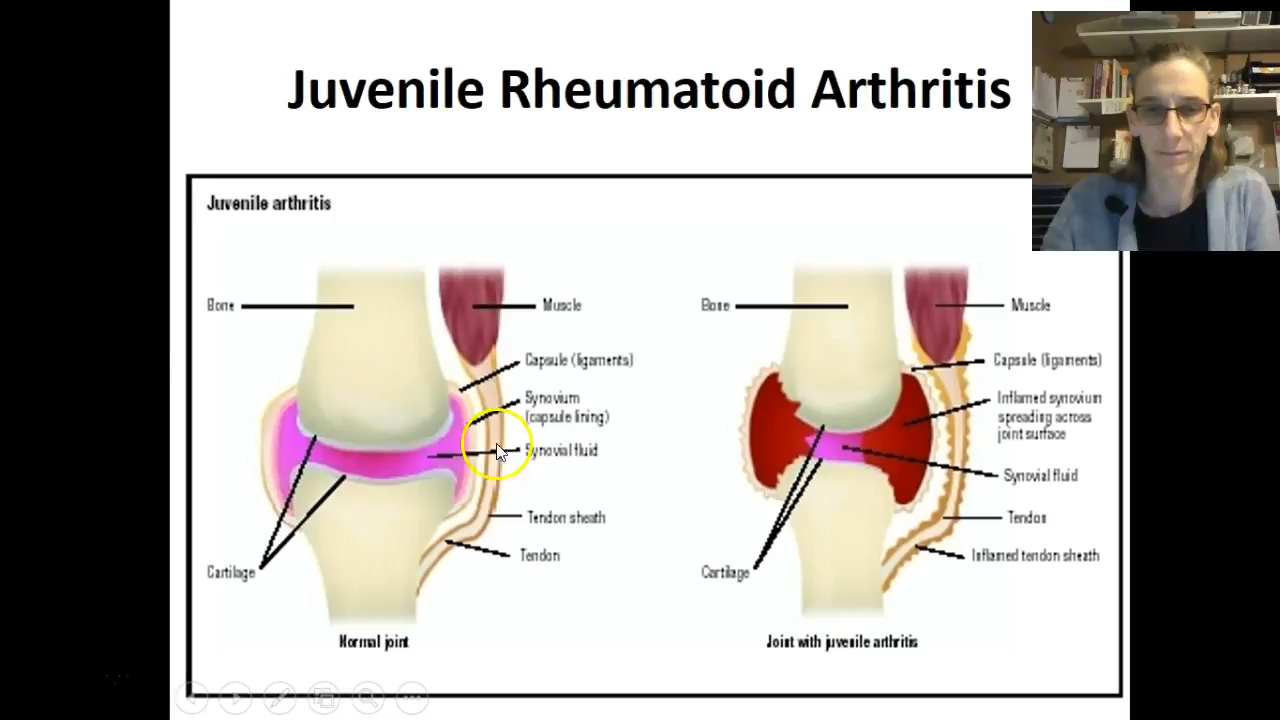 Juvenile Rheumatoid Arthritis
Juvenile arthritis
Bone
Muscle
Capsule (ligaments)
Synovium
(capsule lining)
Synovial fluid
Tendon sheath
Tendon
Cartilage
Normal joint
Bone
Muscle
Capsule (ligaments)
Inflamed synovium
spreading across
joint surface
Synovial fluid
Tendon
Inflamed tendon sheath
Cartilage
Joint with juvenile arthritis